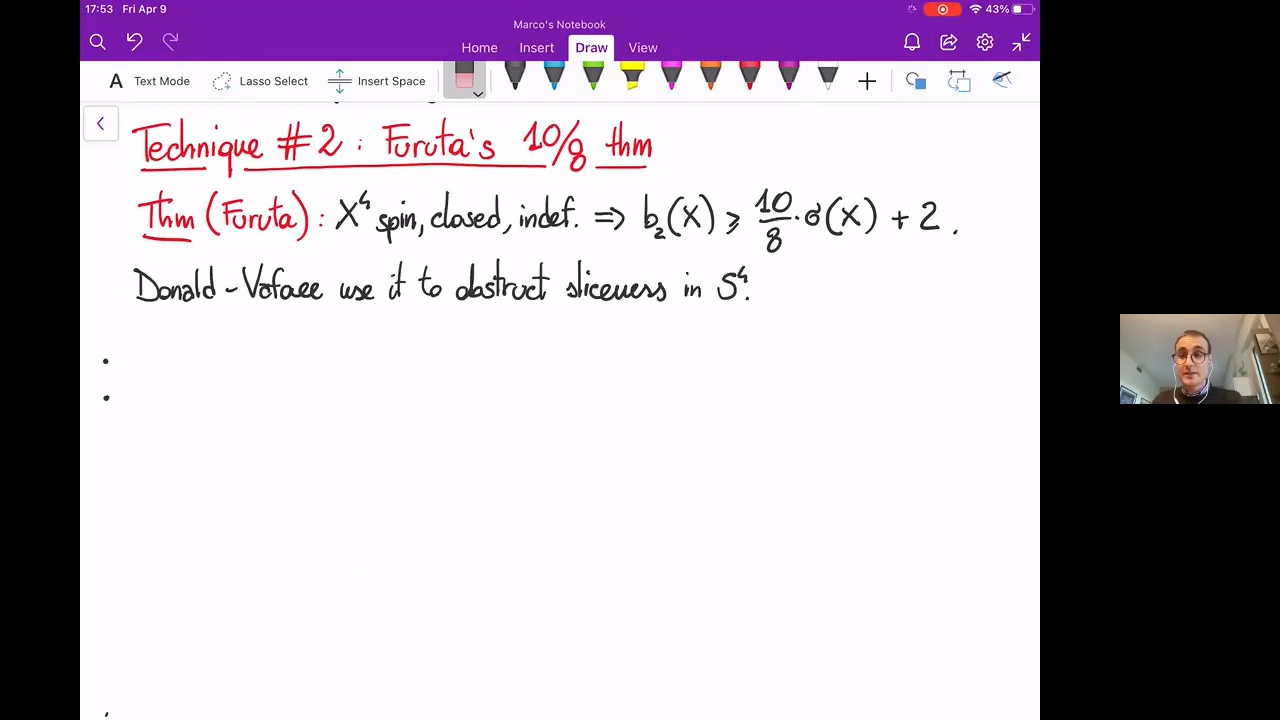 17:53 Fri Apr 9
43%
Marco's Notebook
Home Insert Draw View
A Text Mode Lasso Select Insert Space
Technique #2 : Furuta's 10/8 thm
Thm (Furuta) : X⁴ spin, closed, indef. ⇒ b₂(X) ≥ 10/8 · σ(X) + 2 .
Donald - Vafaee use it to obstruct sliceness in S⁴.